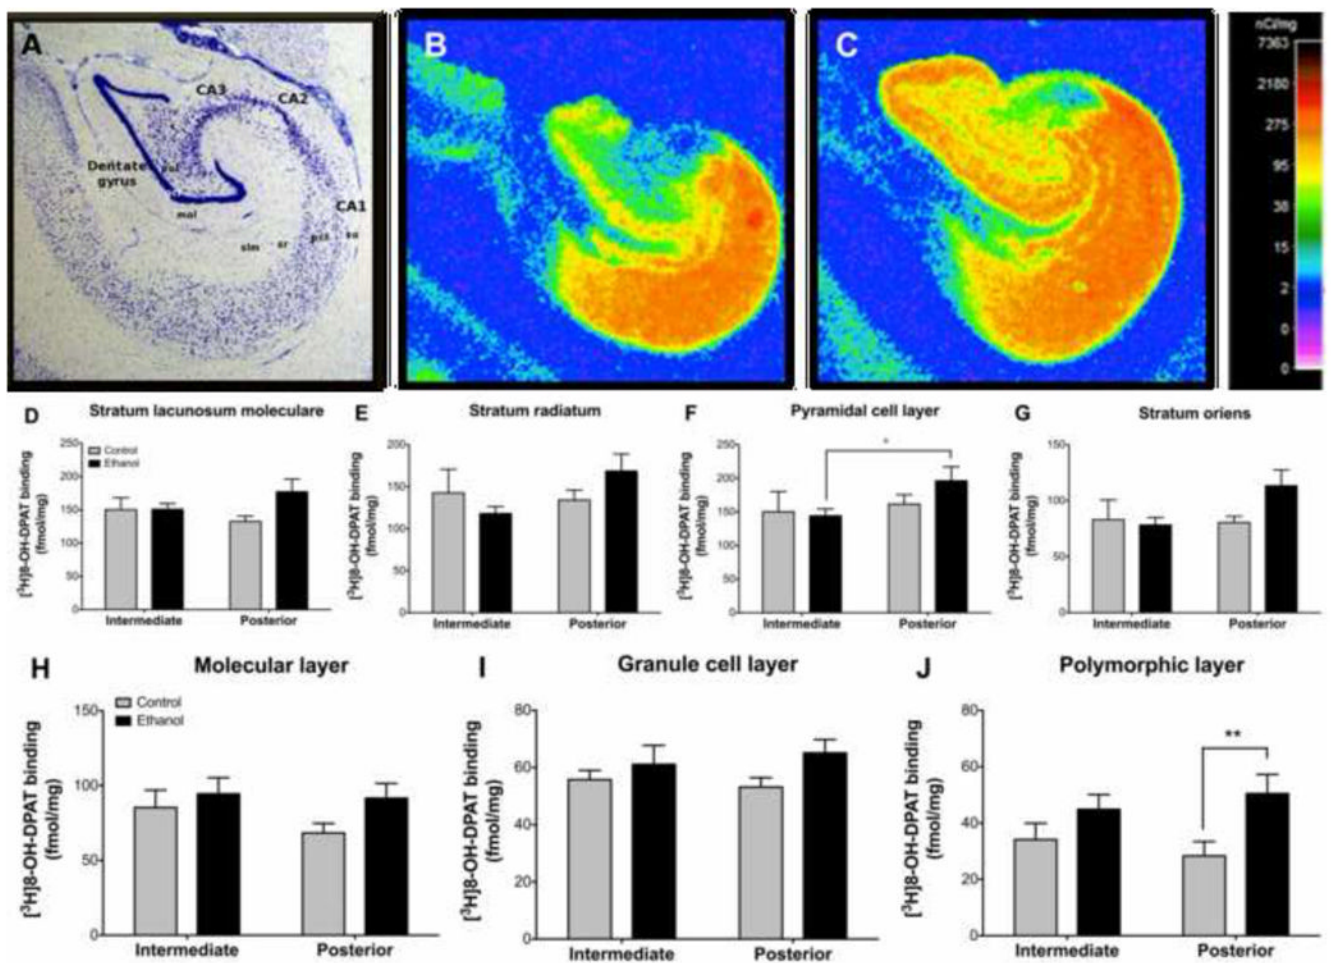 A
B
C
CA3
CA2
Dentate
gyrus
pol
mol
CA1
slm
sr
pcl
so
nCi/mg
7363
2180
275
95
38
15
2
0
0
D
Stratum lacunosum moleculare
[³H]8-OH-DPAT binding
(fmol/mg)
250
200
150
100
50
0
Control
Ethanol
Intermediate
Posterior
E
Stratum radiatum
[³H]8-OH-DPAT binding
(fmol/mg)
200
150
100
50
0
Intermediate
Posterior
F
Pyramidal cell layer
[³H]8-OH-DPAT binding
(fmol/mg)
250
200
150
100
50
0
*
Intermediate
Posterior
G
Stratum oriens
[³H]8-OH-DPAT binding
(fmol/mg)
150
100
50
0
Intermediate
Posterior
H
Molecular layer
[³H]8-OH-DPAT binding
(fmol/mg)
150
100
50
0
Control
Ethanol
Intermediate
Posterior
I
Granule cell layer
[³H]8-OH-DPAT binding
(fmol/mg)
80
60
40
20
0
Intermediate
Posterior
J
Polymorphic layer
[³H]8-OH-DPAT binding
(fmol/mg)
80
60
40
20
0
**
Intermediate
Posterior